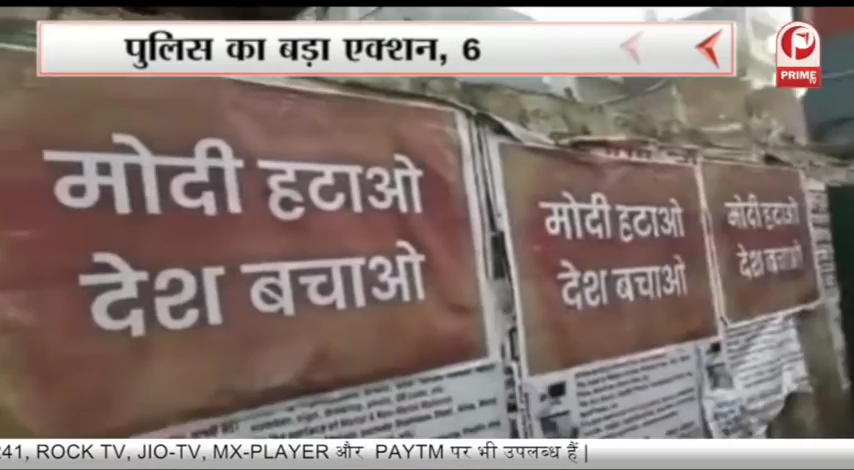 पुलिस का बड़ा एक्शन, 6
PRIME
TV
मोदी हटाओ
देश बचाओ
मोदी हटाओ
देश बचाओ
मोदी हटाओ
देश बचाओ
241, ROCK TV, JIO-TV, MX-PLAYER और PAYTM पर भी उपलब्ध हैं |